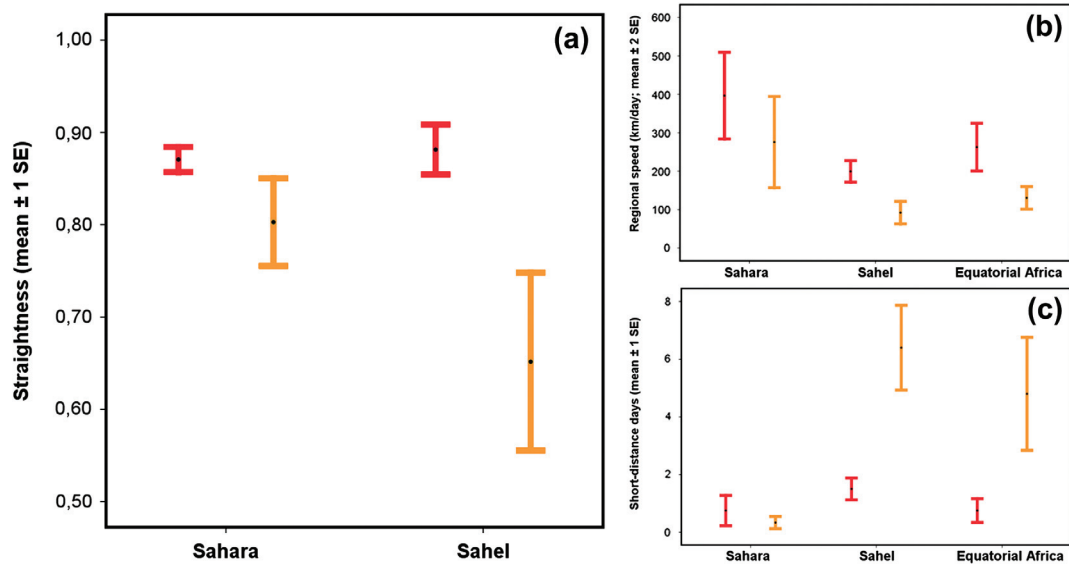 (a)
Straightness (mean ± 1 SE)
1,00
0,90
0,80
0,70
0,60
0,50
Sahara
Sahel
(b)
Regional speed (km/day; mean ± 2 SE)
600
500
400
300
200
100
0
Sahara
Sahel
Equatorial Africa
(c)
Short-distance days (mean ± 1 SE)
8
6
4
2
0
Sahara
Sahel
Equatorial Africa